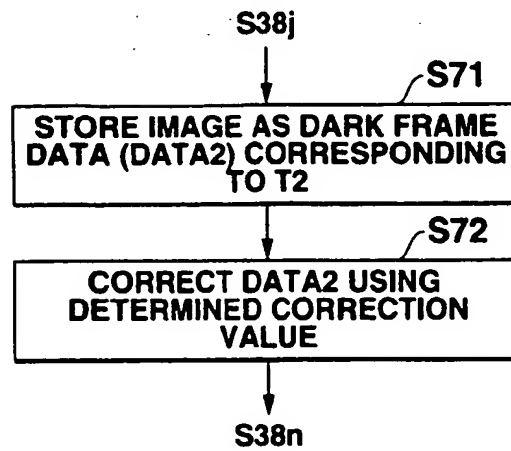 S38j
S71
STORE IMAGE AS DARK FRAME
DATA (DATA2) CORRESPONDING
TO T2
S72
CORRECT DATA2 USING
DETERMINED CORRECTION
VALUE
S38n